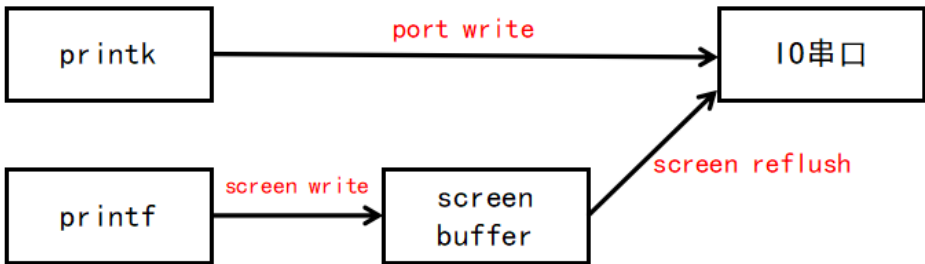 printk
port write
IO串口
printf
screen write
screen
buffer
screen reflush